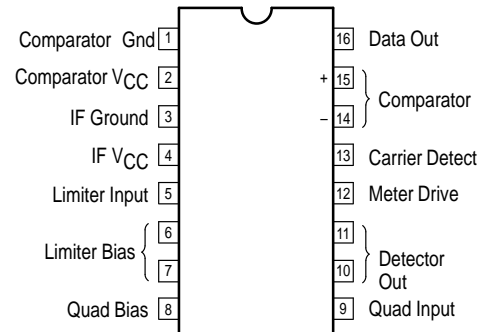 Comparator Gnd 1
Comparator VCC 2
IF Ground 3
IF VCC 4
Limiter Input 5
Limiter Bias
6
7
Quad Bias 8
16 Data Out
+ 15
– 14
Comparator
13 Carrier Detect
12 Meter Drive
11
10
Detector
Out
9 Quad Input